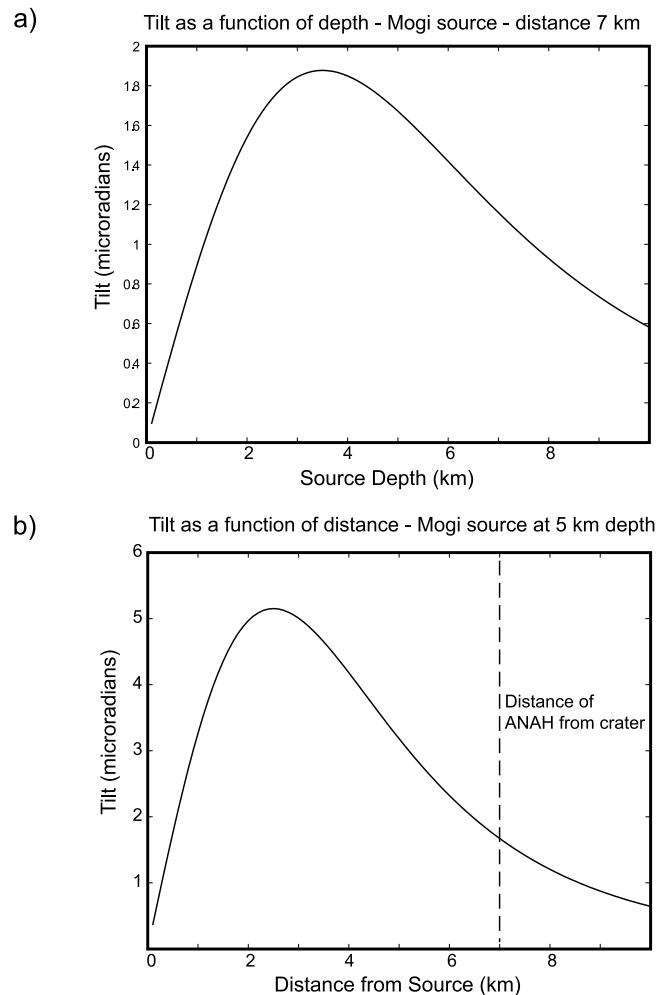 a)
Tilt as a function of depth - Mogi source - distance 7 km
2
1.8
1.6
1.4
1.2
1
0.8
0.6
0.4
0.2
0
Tilt (microradians)
0 2 4 6 8
Source Depth (km)
b)
Tilt as a function of distance - Mogi source at 5 km depth
6
5
4
3
2
1
Tilt (microradians)
Distance of
ANAH from crater
0 2 4 6 8
Distance from Source (km)